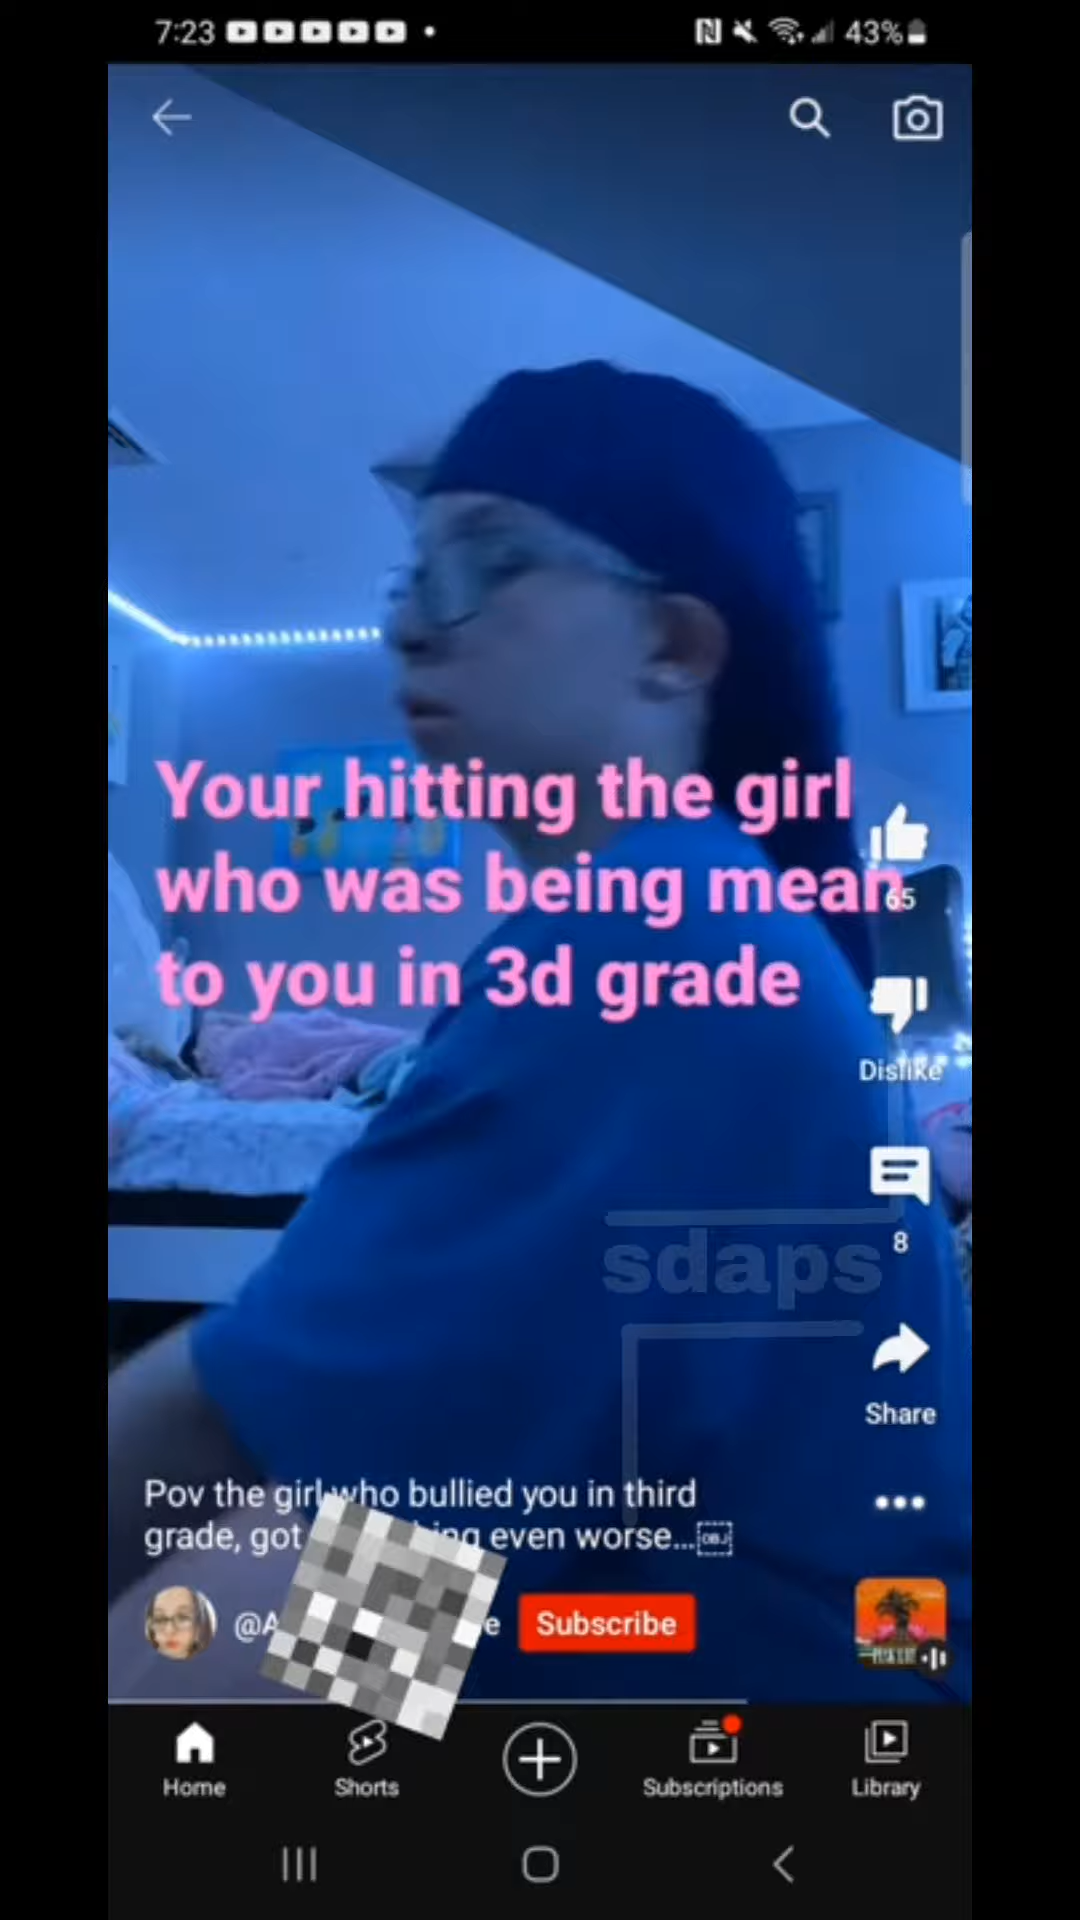 7:23
43%
Your hitting the girl
who was being mean
to you in 3d grade
65
Dislike
8
sdaps
Share
Pov the girl who bullied you in third
grade, got even worse...
OBJ
Subscribe
Home
Shorts
Subscriptions
Library